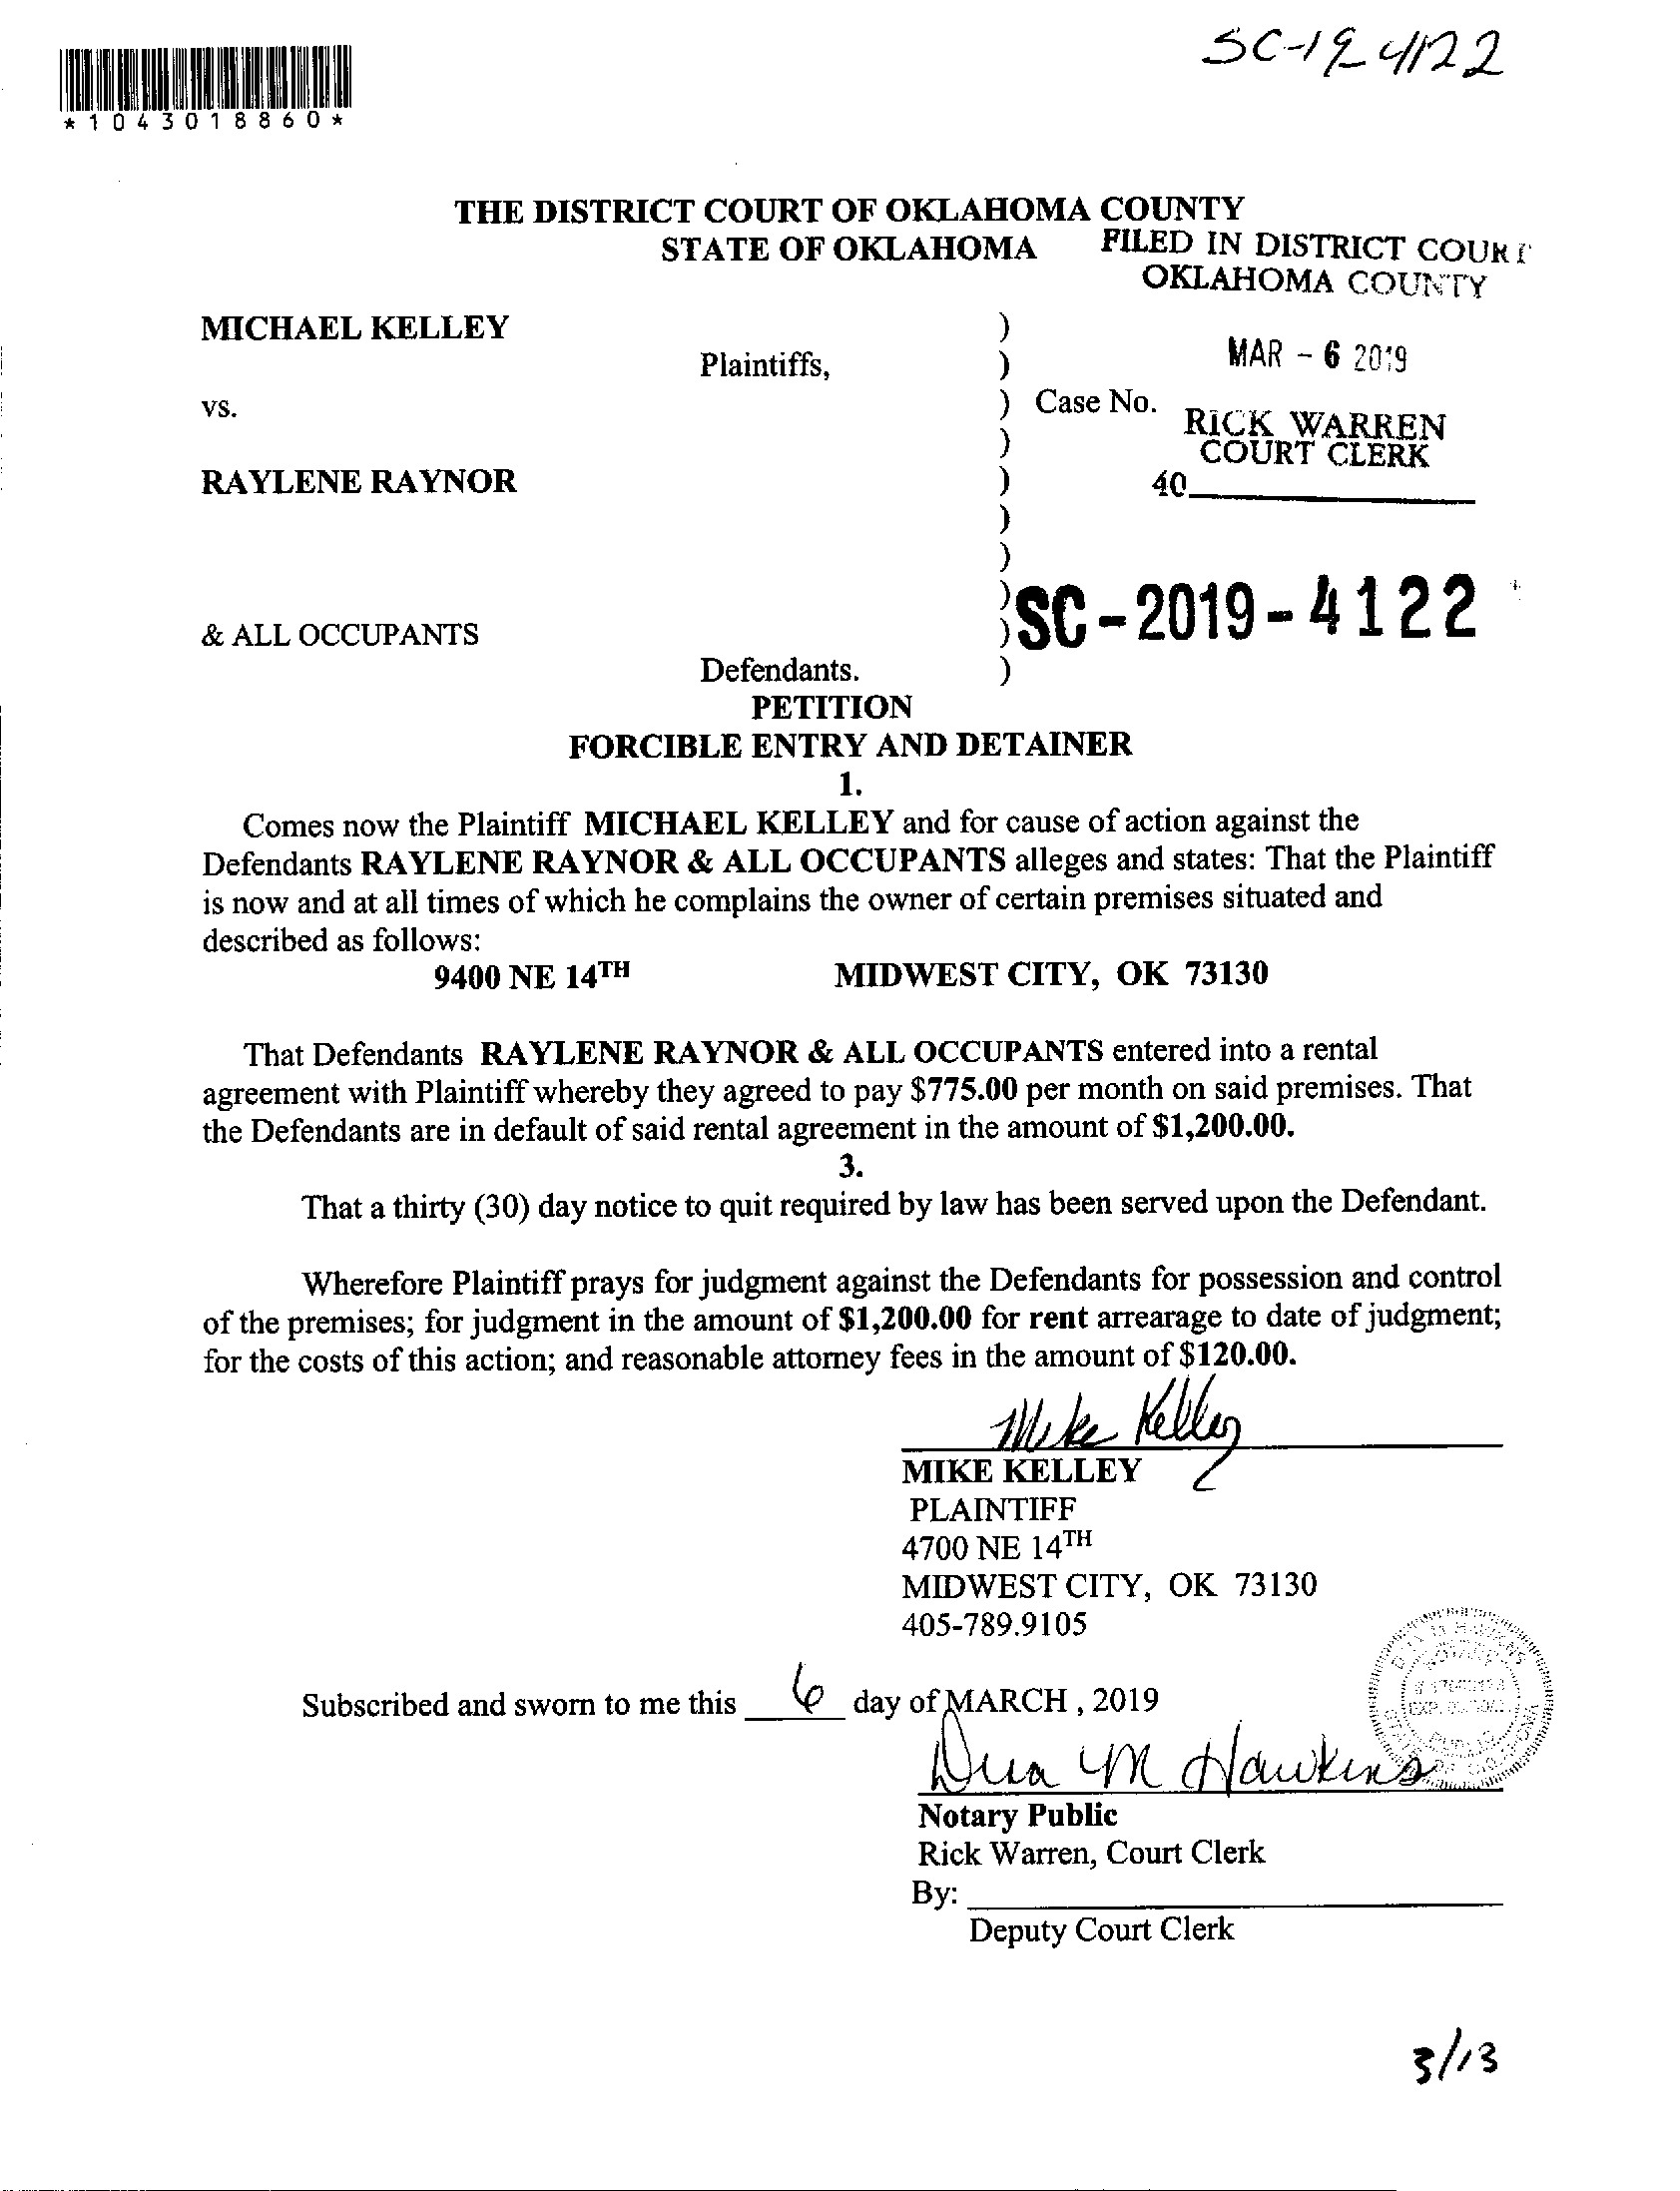 SC-19 4122
*1043018860*
THE DISTRICT COURT OF OKLAHOMA COUNTY
STATE OF OKLAHOMA
FILED IN DISTRICT COURT
OKLAHOMA COUNTY
MICHAEL KELLEY )
Plaintiffs, )
MAR - 6 2019
vs. ) Case No.
)
RICK WARREN
COURT CLERK
RAYLENE RAYNOR )
40
)
)
)
SC-2019-4122
& ALL OCCUPANTS )
Defendants. )
PETITION
FORCIBLE ENTRY AND DETAINER
1.
Comes now the Plaintiff MICHAEL KELLEY and for cause of action against the
Defendants RAYLENE RAYNOR & ALL OCCUPANTS alleges and states: That the Plaintiff
is now and at all times of which he complains the owner of certain premises situated and
described as follows:
9400 NE 14TH MIDWEST CITY, OK 73130
That Defendants RAYLENE RAYNOR & ALL OCCUPANTS entered into a rental
agreement with Plaintiff whereby they agreed to pay $775.00 per month on said premises. That
the Defendants are in default of said rental agreement in the amount of $1,200.00.
3.
That a thirty (30) day notice to quit required by law has been served upon the Defendant.
Wherefore Plaintiff prays for judgment against the Defendants for possession and control
of the premises; for judgment in the amount of $1,200.00 for rent arrearage to date of judgment;
for the costs of this action; and reasonable attorney fees in the amount of $120.00.
Mike Kelley
MIKE KELLEY
PLAINTIFF
4700 NE 14TH
MIDWEST CITY, OK 73130
405-789.9105
Subscribed and sworn to me this 6 day of MARCH , 2019
M Hawkins
Notary Public
Rick Warren, Court Clerk
By:
Deputy Court Clerk
3/13